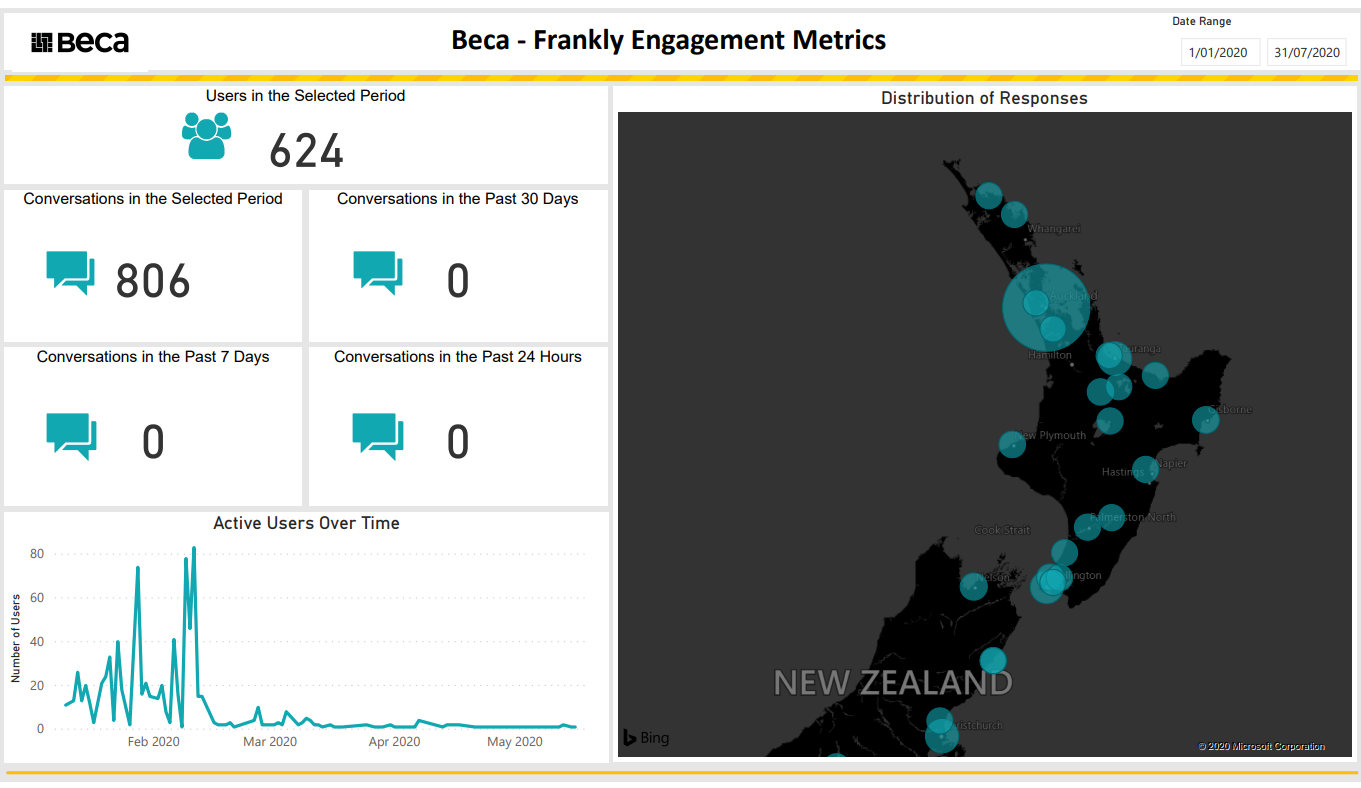 Beca
Beca - Frankly Engagement Metrics
Date Range
1/01/2020 31/07/2020
Users in the Selected Period
624
Conversations in the Selected Period
806
Conversations in the Past 30 Days
0
Conversations in the Past 7 Days
0
Conversations in the Past 24 Hours
0
Active Users Over Time
Number of Users
80
60
40
20
0
Feb 2020 Mar 2020 Apr 2020 May 2020
Distribution of Responses
Whangarei
Auckland
Hamilton
uranga
Gisborne
ew Plymouth
Napier
Hastings
Palmerston North
Cook Strait
lington
Nelson
NEW ZEALAND
ristchurch
Bing
© 2020 Microsoft Corporation